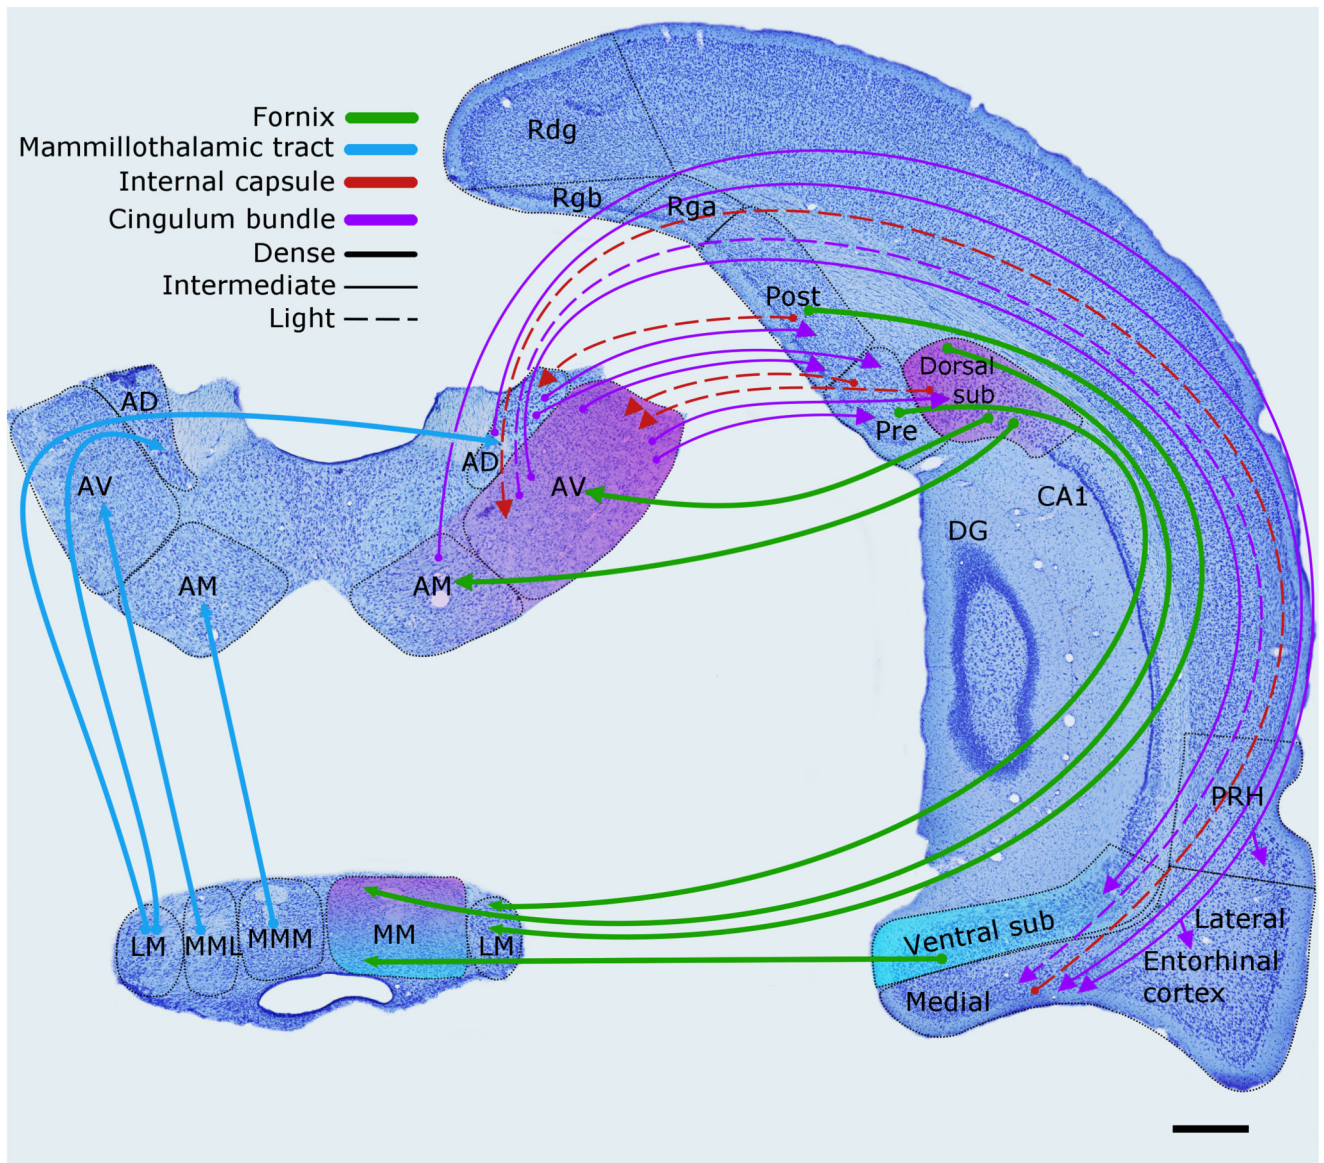 Fornix
Mammillothalamic tract
Internal capsule
Cingulum bundle
Dense
Intermediate
Light
Rdg
Rgb
Rga
Post
Dorsal
sub
Pre
CA1
DG
AD
AV
AM
AD
AV
AM
PRH
Lateral
Entorhinal
cortex
Ventral sub
Medial
LM
MML
MMM
MM
LM